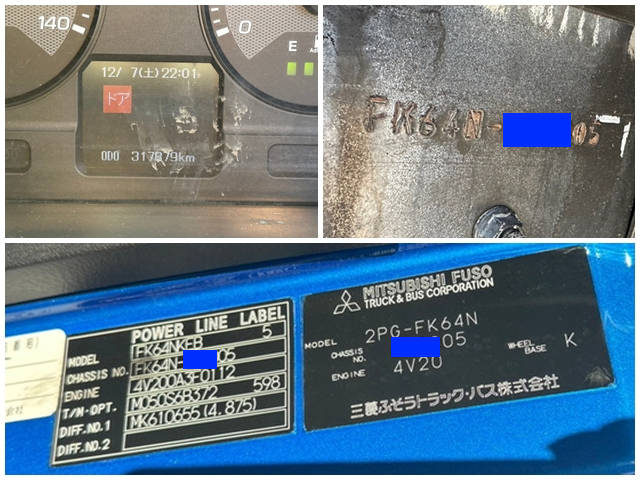 140
12/ 7(土)22:01
ドア
ODO 317879km
0
E
FK64N- 05
POWER LINE LABEL
5
MODEL FK64NKFB
CHASSIS NO. FK64N- 05
ENGINE 4V200A3F0112
T/M·OPT. M050S6B372 598
DIFF.NO.1 MK610655(4.875)
DIFF.NO.2
MITSUBISHI FUSO
TRUCK & BUS CORPORATION
MODEL 2PG-FK64N
CHASSIS NO. 05
ENGINE 4V20
WHEEL BASE K
三菱ふそうトラック・バス株式会社